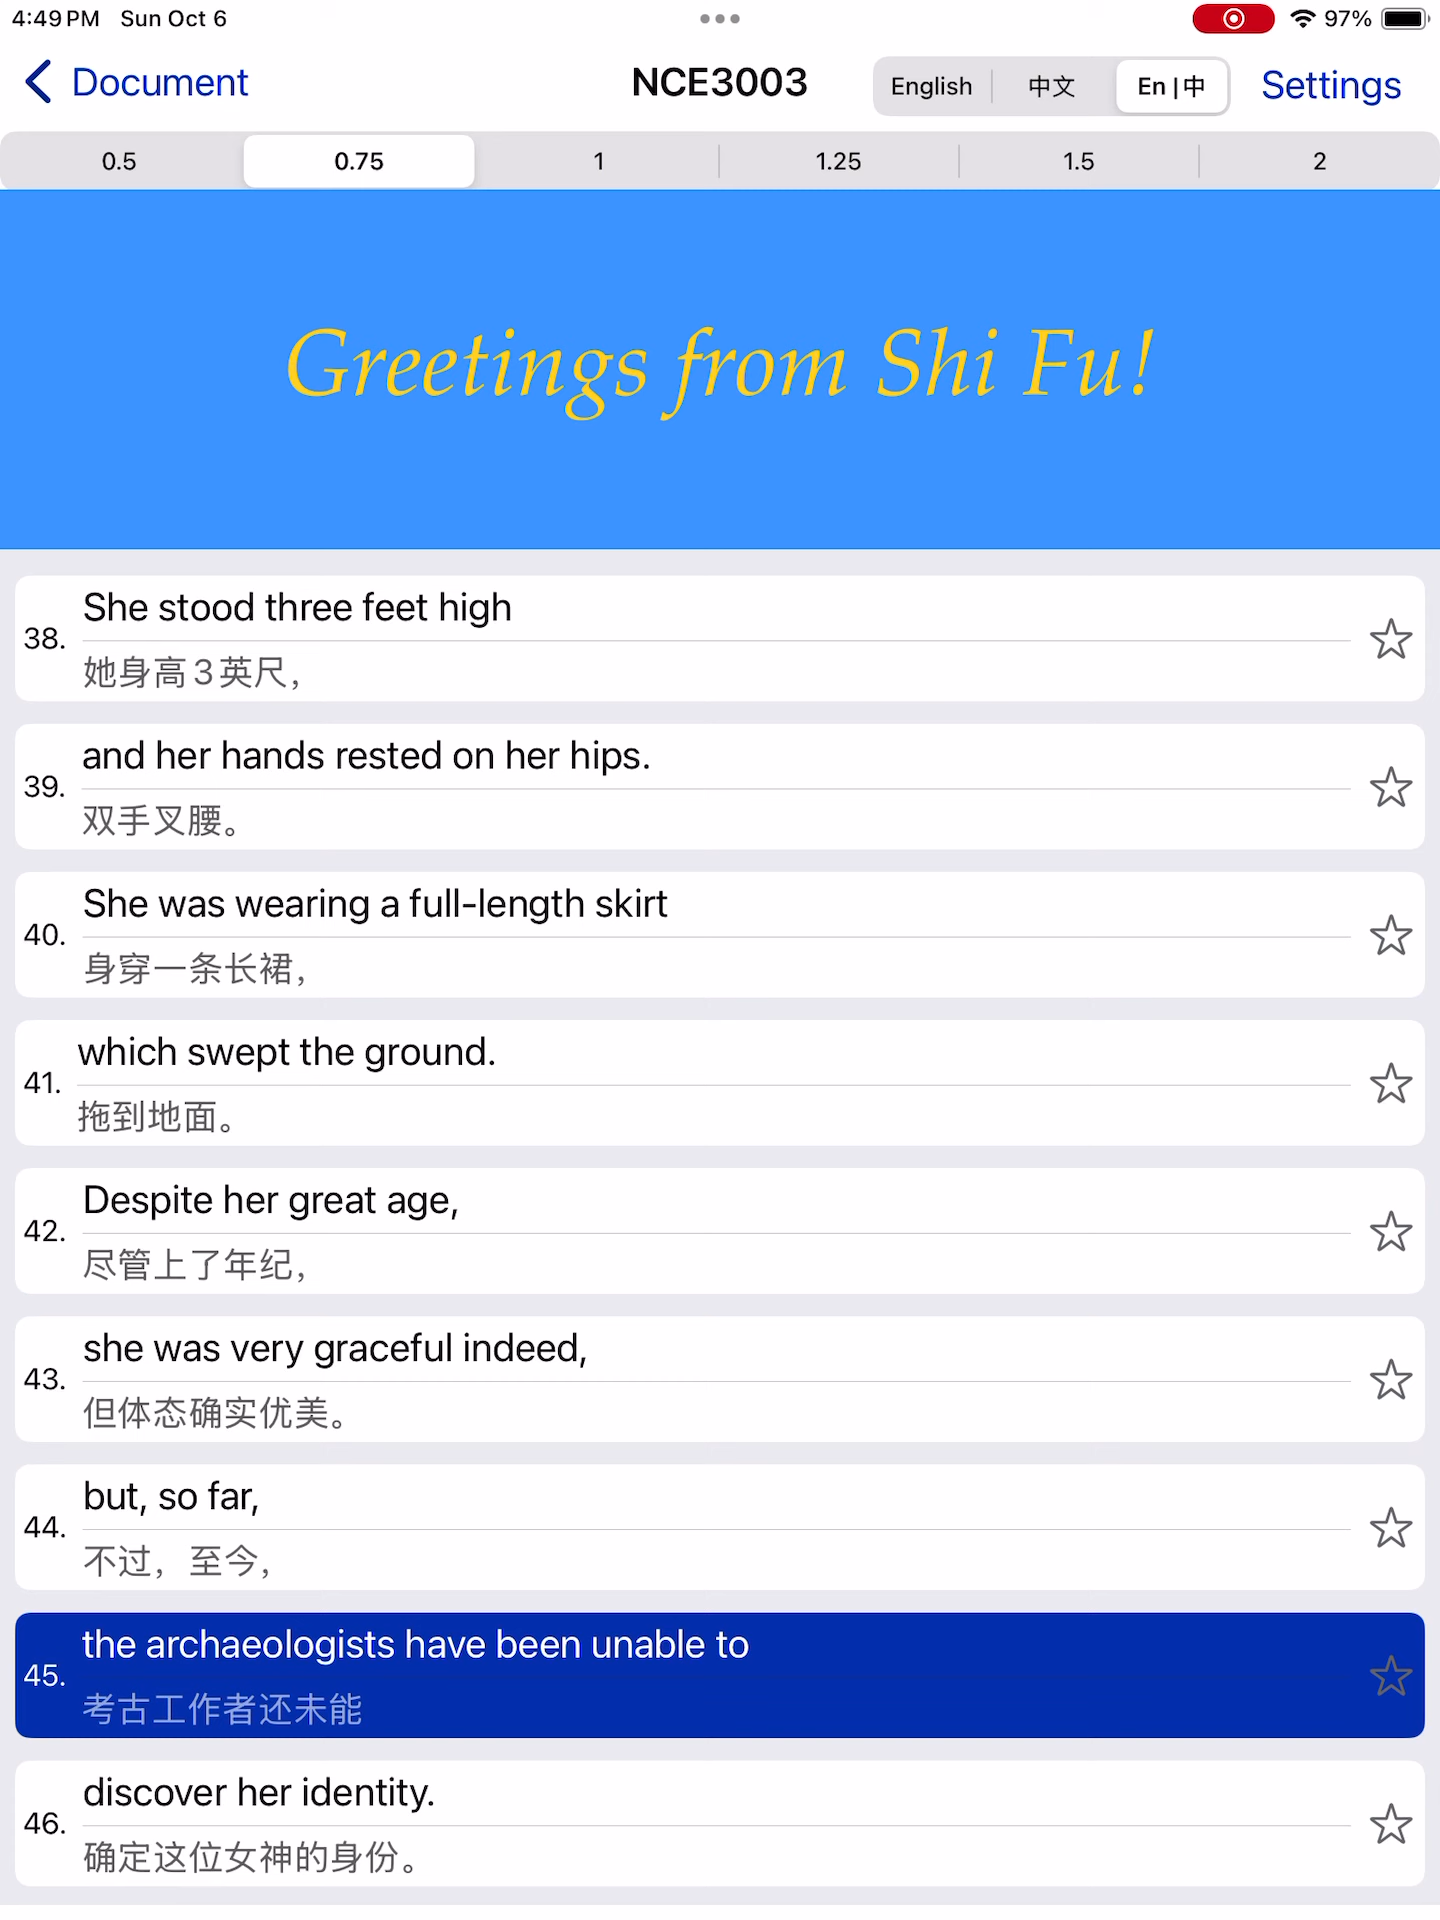 4:49 PM Sun Oct 6
97%
Document
NCE3003
English
中文
En | 中
Settings
0.5
0.75
1
1.25
1.5
2
Greetings from Shi Fu!
38.
She stood three feet high
她身高3英尺，
39.
and her hands rested on her hips.
双手叉腰。
40.
She was wearing a full-length skirt
身穿一条长裙，
41.
which swept the ground.
拖到地面。
42.
Despite her great age,
尽管上了年纪，
43.
she was very graceful indeed,
但体态确实优美。
44.
but, so far,
不过，至今，
45.
the archaeologists have been unable to
考古工作者还未能
46.
discover her identity.
确定这位女神的身份。